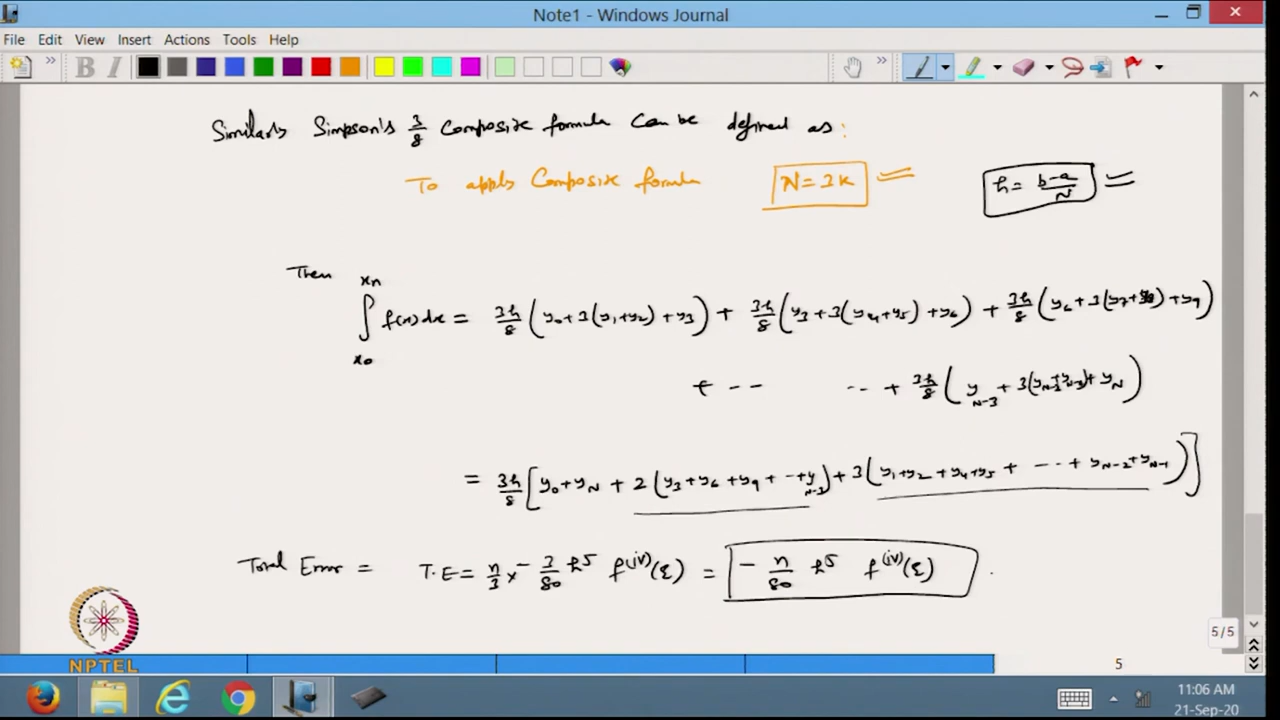 Note1 - Windows Journal
File Edit View Insert Actions Tools Help
Similarly Simpson's 3/8 Composite formula can be defined as:
To apply Composite formula N=3K h = (b-a)/N
Then
∫_{x0}^{xn} f(x)dx = 3h/8 (y0+3(y1+y2)+y3) + 3h/8 (y3+3(y4+y5)+y6) + 3h/8 (y6+3(y7+y8)+y9)
+ -- -- + 3h/8 (y_{N-3} + 3(y_{N-2}+y_{N-1})+y_N)
= 3h/8 [y0+yN + 2(y3+y6+y9+--+y_{N-3})+3(y1+y2+y4+y5+ --- + y_{N-2}+y_{N-1})]
Total Error = T.E = n/3 x - 3/80 h^5 f^(iv)(ξ) = - n/80 h^5 f^(iv)(ξ).
5/5
NPTEL
5
11:06 AM
21-Sep-20